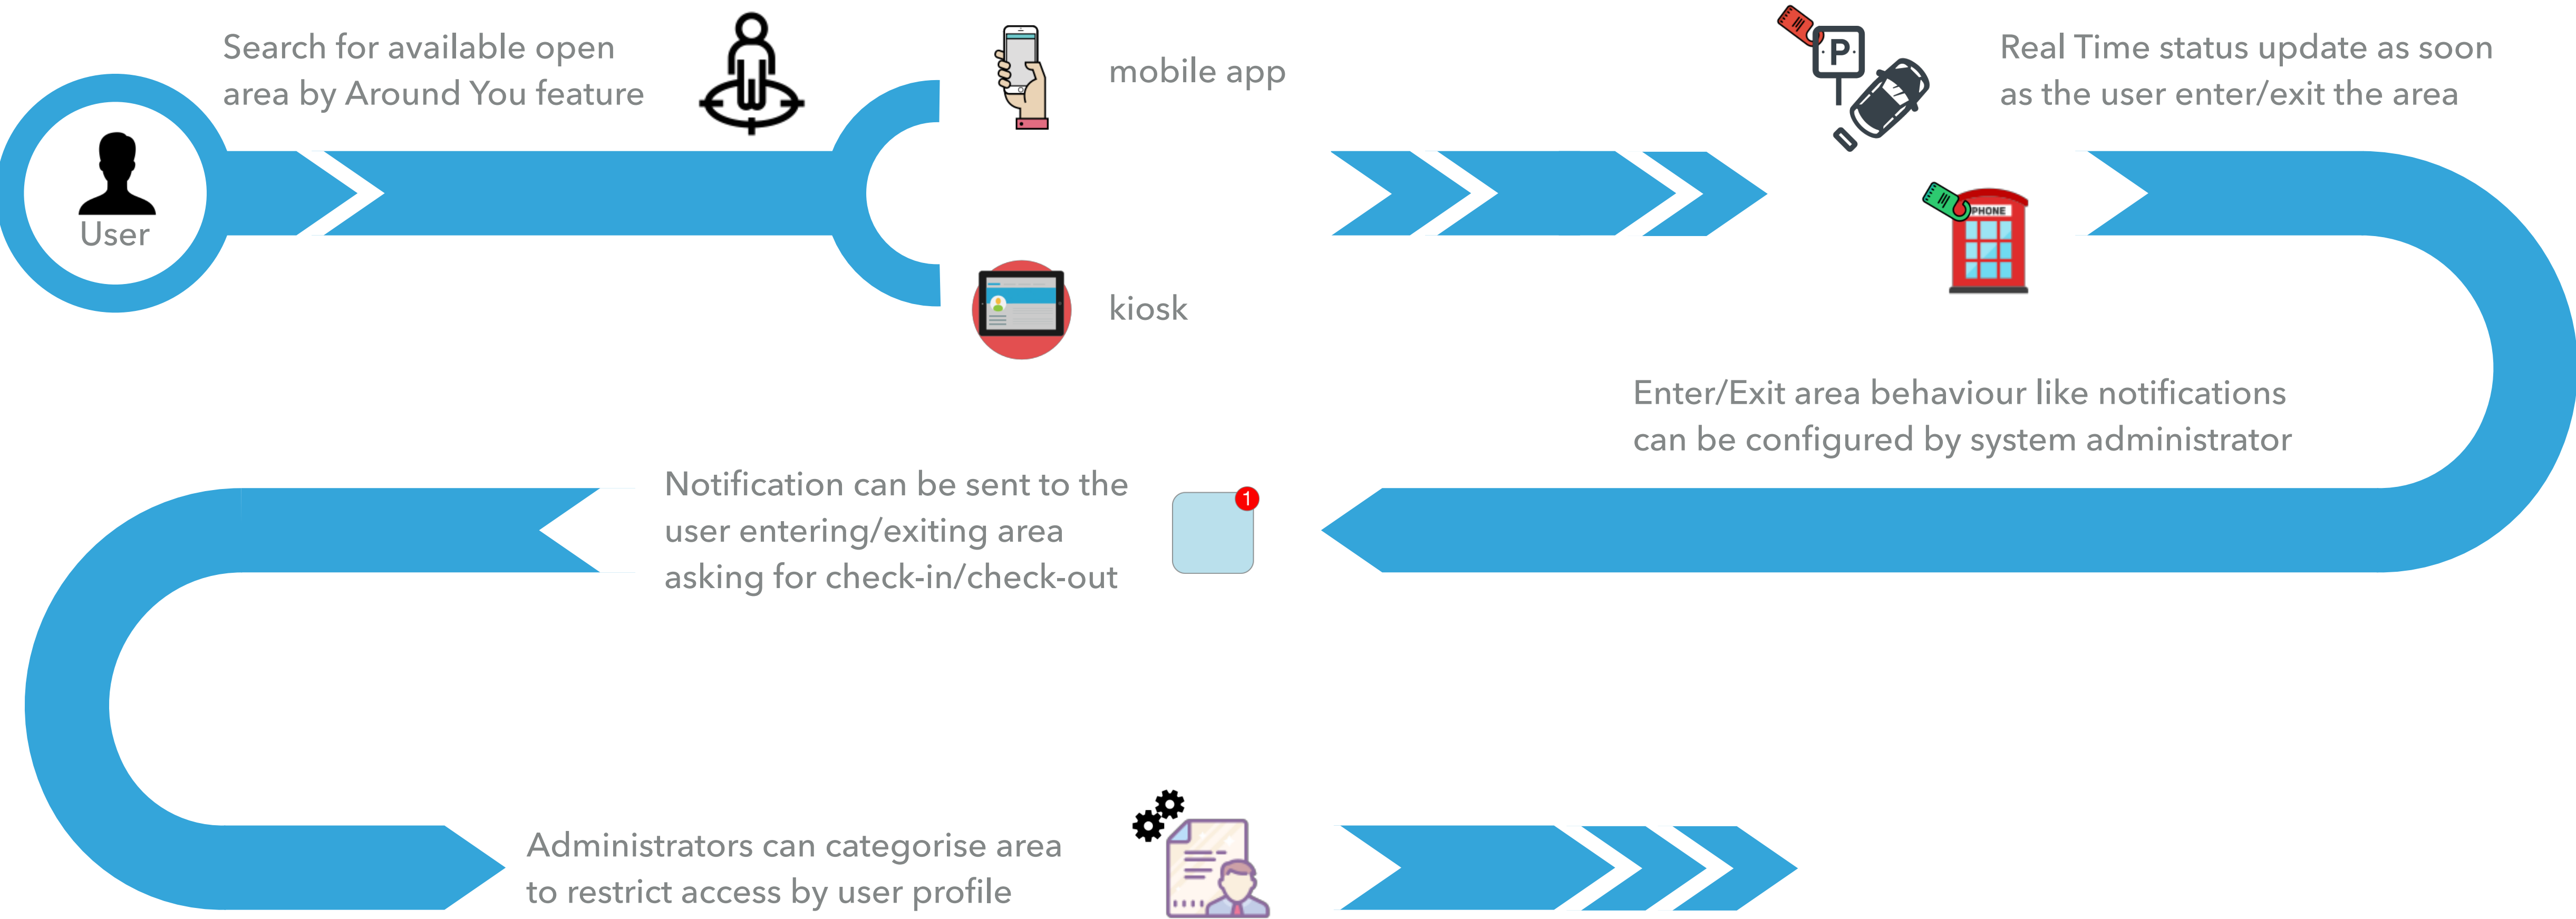 Search for available open
area by Around You feature
User
mobile app
kiosk
P
PHONE
Real Time status update as soon
as the user enter/exit the area
Enter/Exit area behaviour like notifications
can be configured by system administrator
Notification can be sent to the
user entering/exiting area
asking for check-in/check-out
1
Administrators can categorise area
to restrict access by user profile